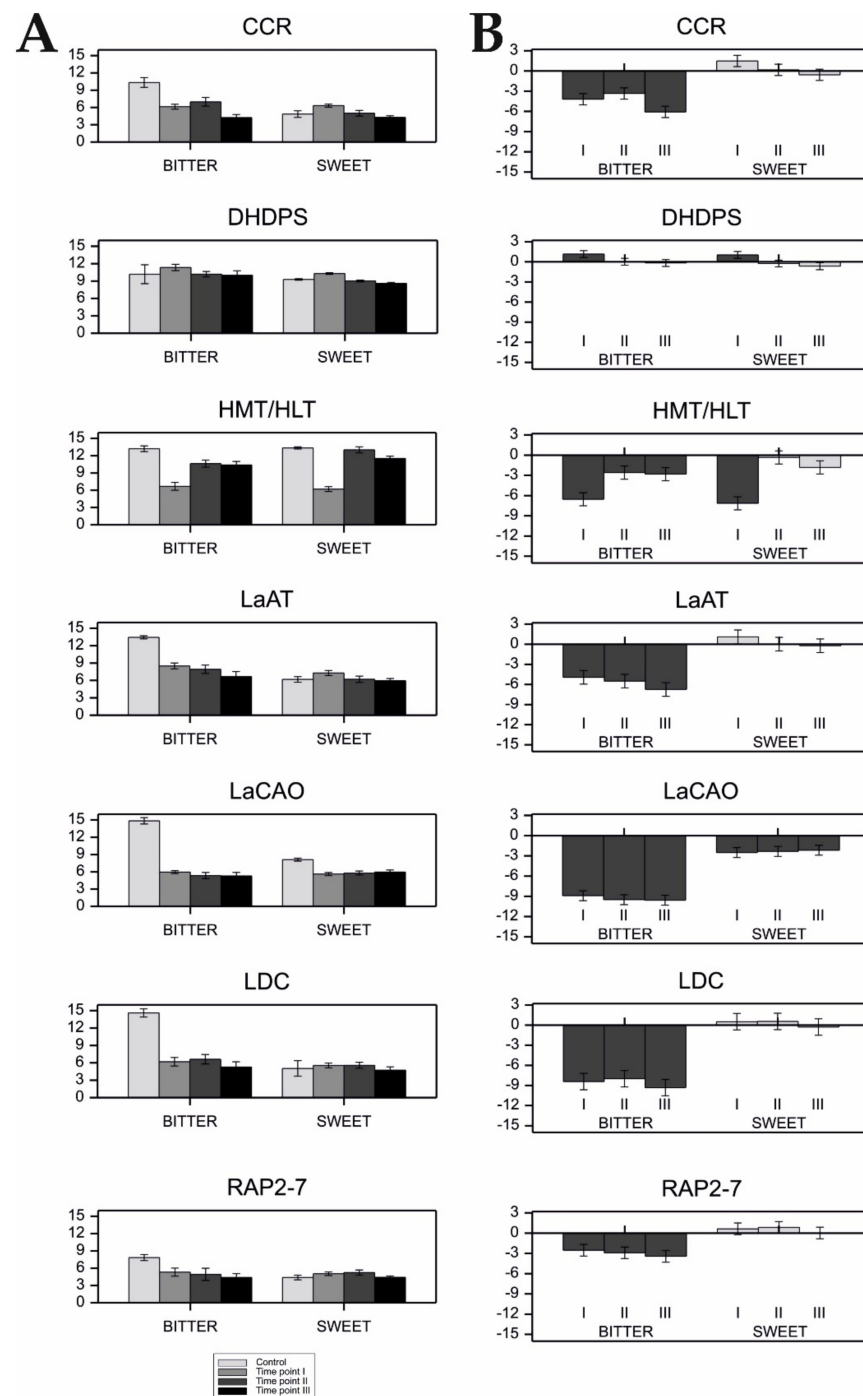 A
CCR
15
12
9
6
3
0
BITTER SWEET
DHDPS
15
12
9
6
3
0
BITTER SWEET
HMT/HLT
15
12
9
6
3
0
BITTER SWEET
LaAT
15
12
9
6
3
0
BITTER SWEET
LaCAO
15
12
9
6
3
0
BITTER SWEET
LDC
15
12
9
6
3
0
BITTER SWEET
RAP2-7
15
12
9
6
3
0
BITTER SWEET
Control
Time point I
Time point II
Time point III
B
CCR
3
0
-3
-6
-9
-12
-15
I II III I II III
BITTER SWEET
DHDPS
3
0
-3
-6
-9
-12
-15
I II III I II III
BITTER SWEET
HMT/HLT
3
0
-3
-6
-9
-12
-15
I II III I II III
BITTER SWEET
LaAT
3
0
-3
-6
-9
-12
-15
I II III I II III
BITTER SWEET
LaCAO
3
0
-3
-6
-9
-12
-15
I II III I II III
BITTER SWEET
LDC
3
0
-3
-6
-9
-12
-15
I II III I II III
BITTER SWEET
RAP2-7
3
0
-3
-6
-9
-12
-15
I II III I II III
BITTER SWEET